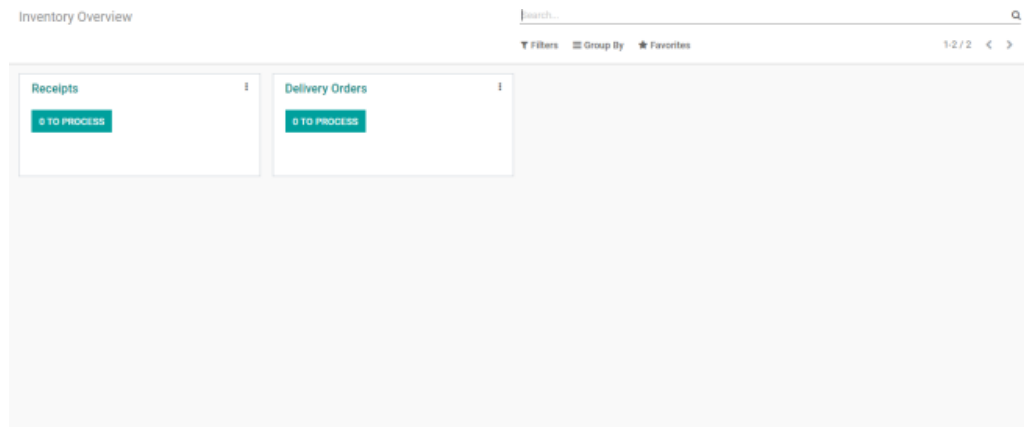 Inventory Overview
Search...
Filters Group By Favorites 1-2 / 2
Receipts
0 TO PROCESS
Delivery Orders
0 TO PROCESS